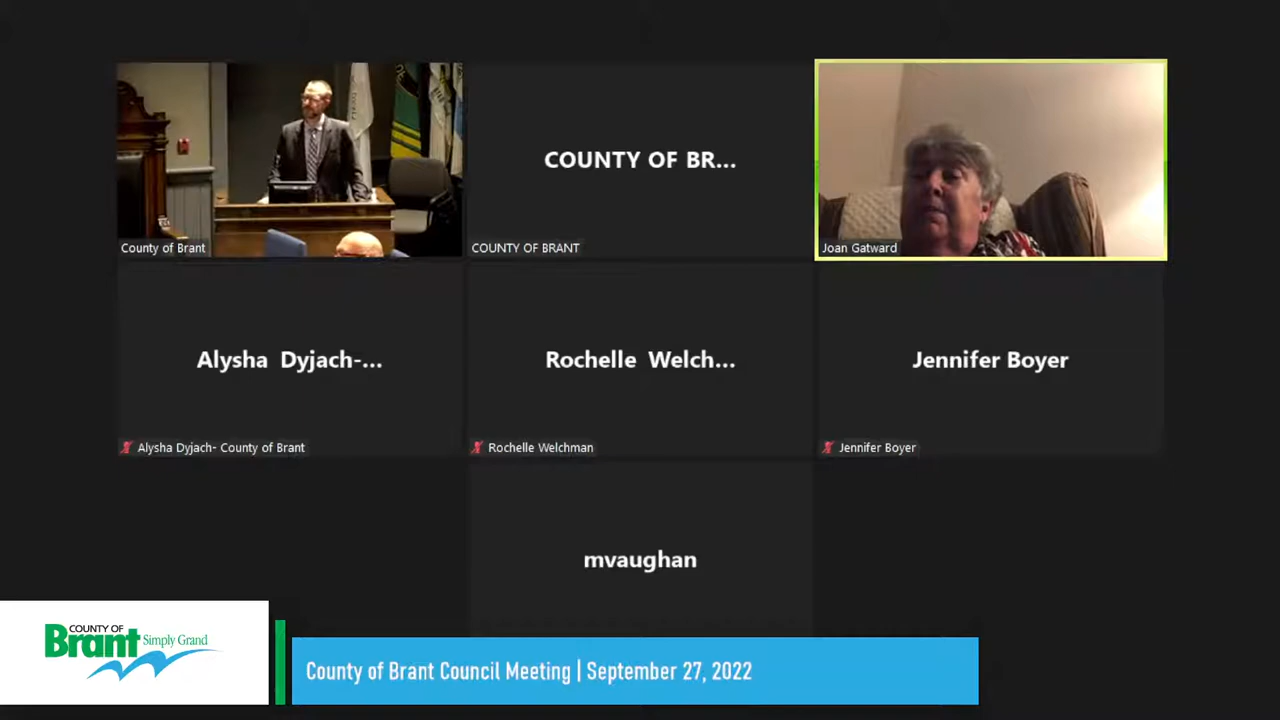 COUNTY OF BR...
County of Brant
COUNTY OF BRANT
Joan Gatward
Alysha Dyjach-...
Rochelle Welch...
Jennifer Boyer
Alysha Dyjach- County of Brant
Rochelle Welchman
Jennifer Boyer
mvaughan
COUNTY OF
Brant Simply Grand
County of Brant Council Meeting | September 27, 2022